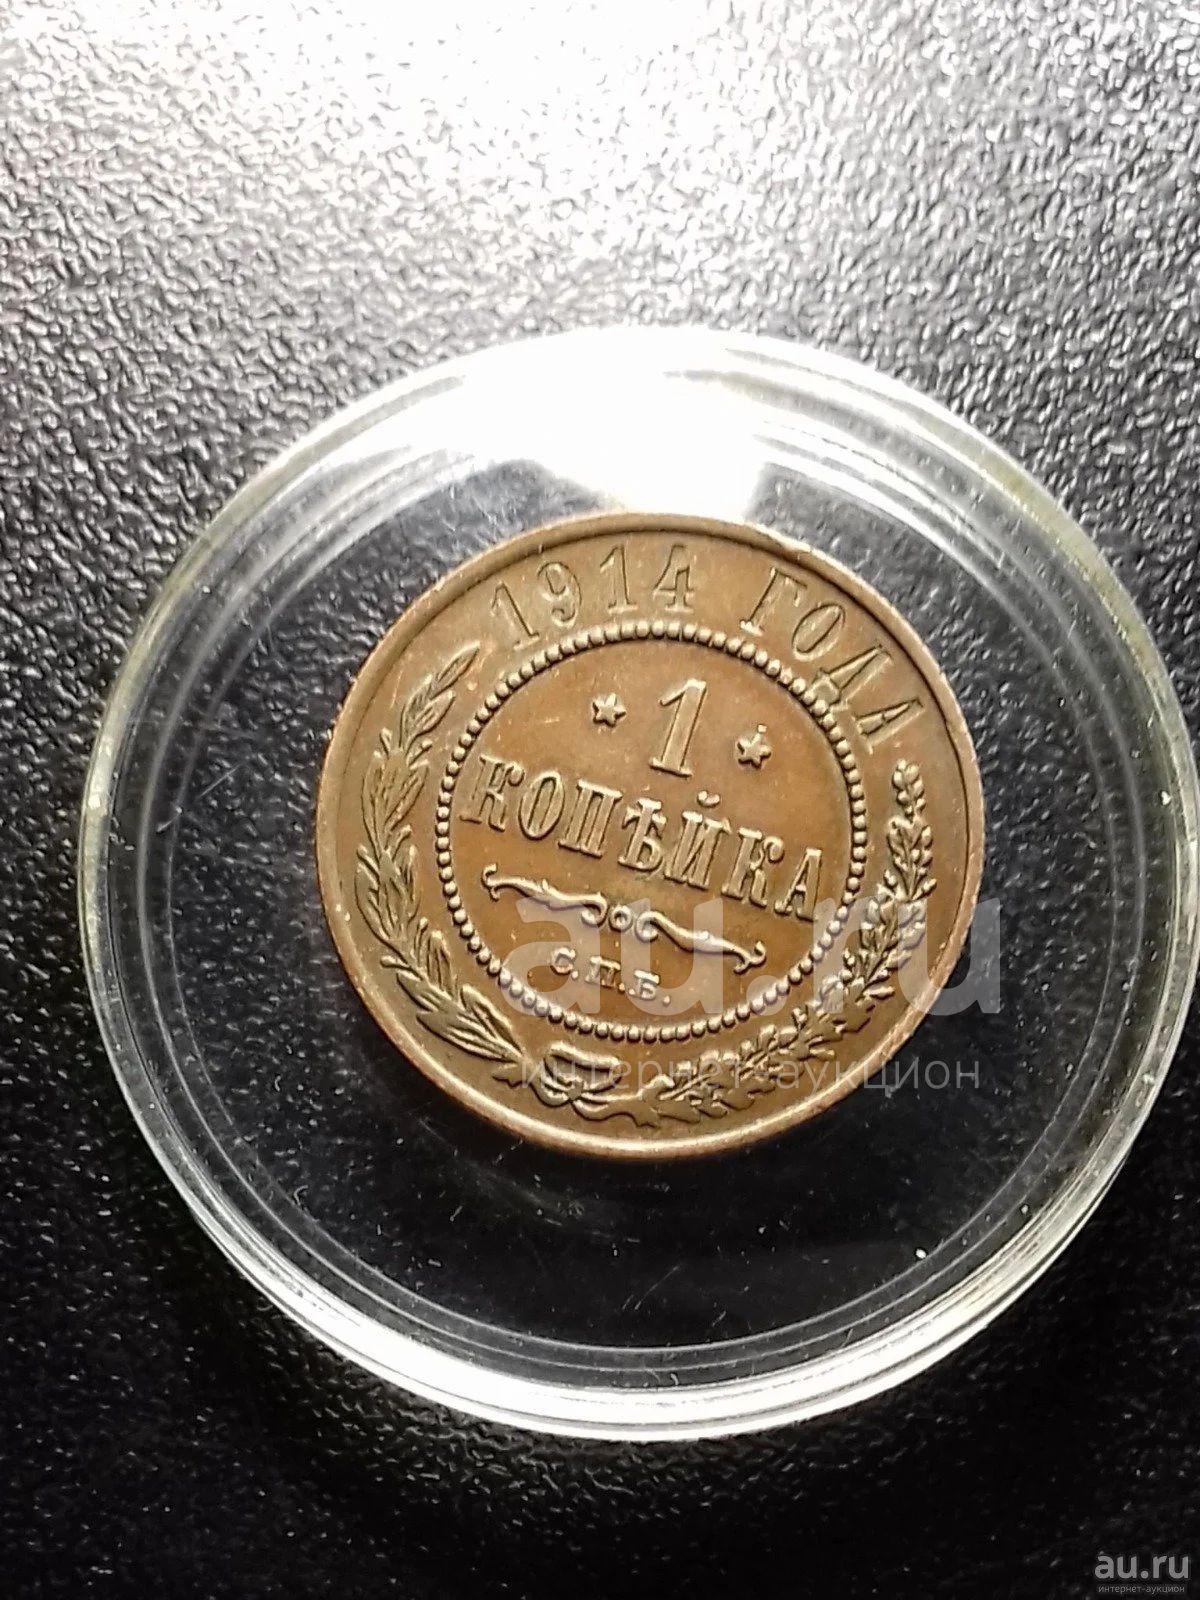 1914 ГОДА
1
КОПѢЙКА
С.П.Б.
au.ru
интернет-аукцион
au.ru
интернет-аукцион